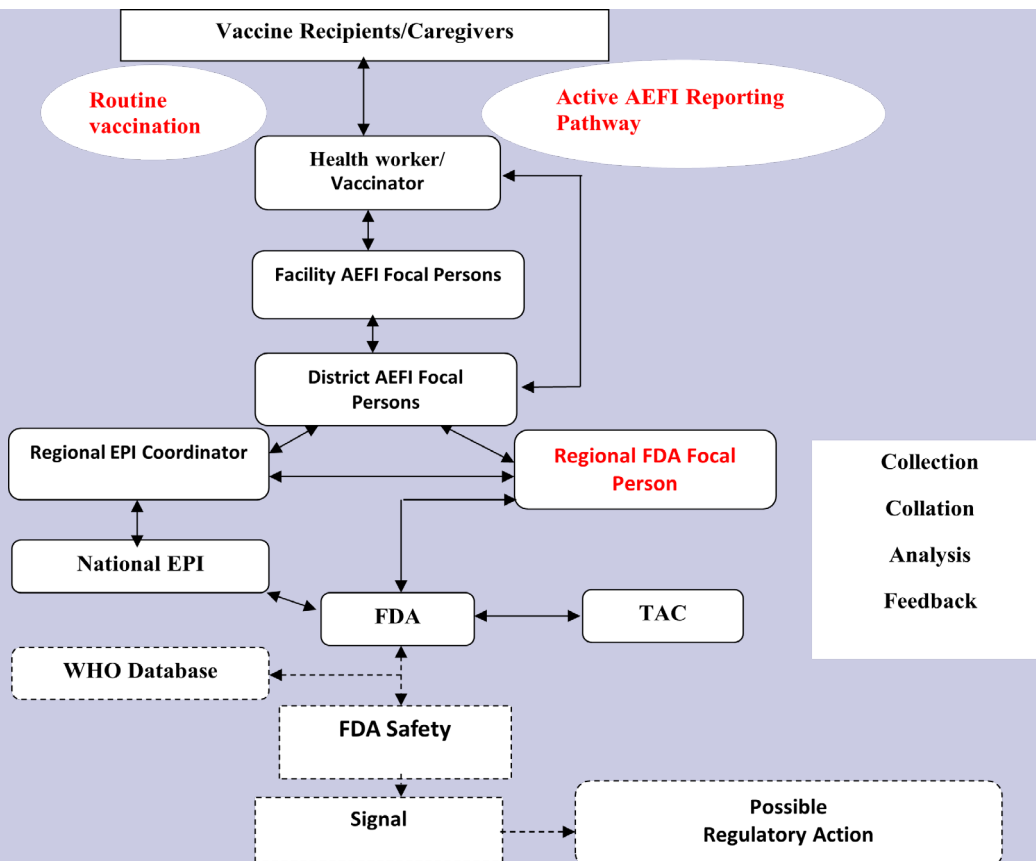 Vaccine Recipients/Caregivers
Routine
vaccination
Active AEFI Reporting
Pathway
Health worker/
Vaccinator
Facility AEFI Focal Persons
District AEFI Focal
Persons
Regional EPI Coordinator
Regional FDA Focal
Person
Collection
Collation
Analysis
Feedback
National EPI
FDA
TAC
WHO Database
FDA Safety
Signal
Possible
Regulatory Action